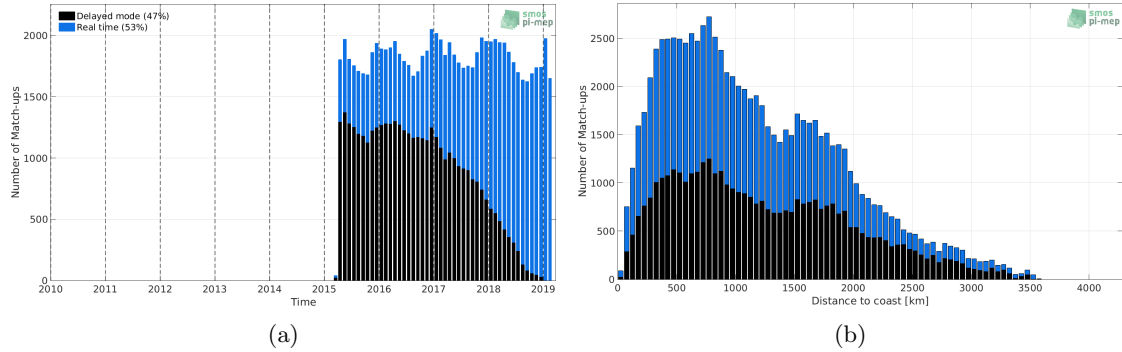 Delayed mode (47%)
Real time (53%)
smos
pi-mep
Number of Match-ups
2000
1500
1000
500
0
2010 2011 2012 2013 2014 2015 2016 2017 2018 2019
Time
(a)
smos
pi-mep
Number of Match-ups
2500
2000
1500
1000
500
0
0 500 1000 1500 2000 2500 3000 3500 4000
Distance to coast [km]
(b)